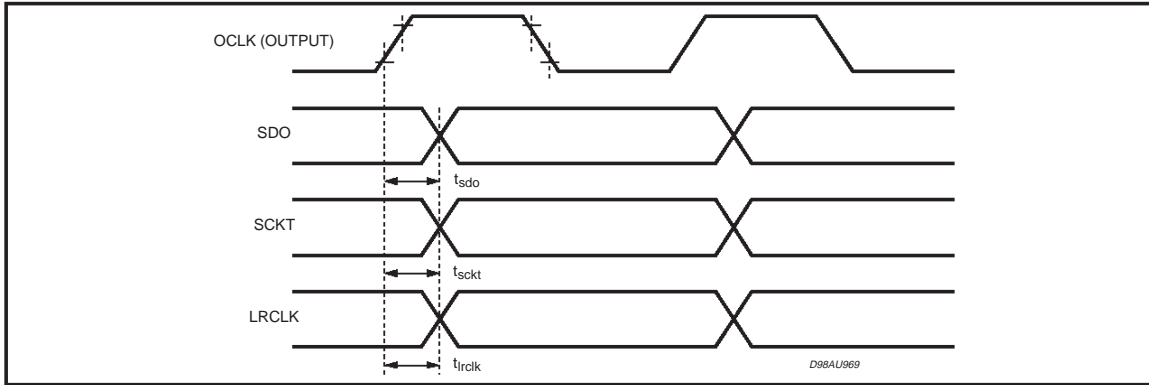 OCLK (OUTPUT)
SDO
tsdo
SCKT
tsckt
LRCLK
tlrclk
D98AU969